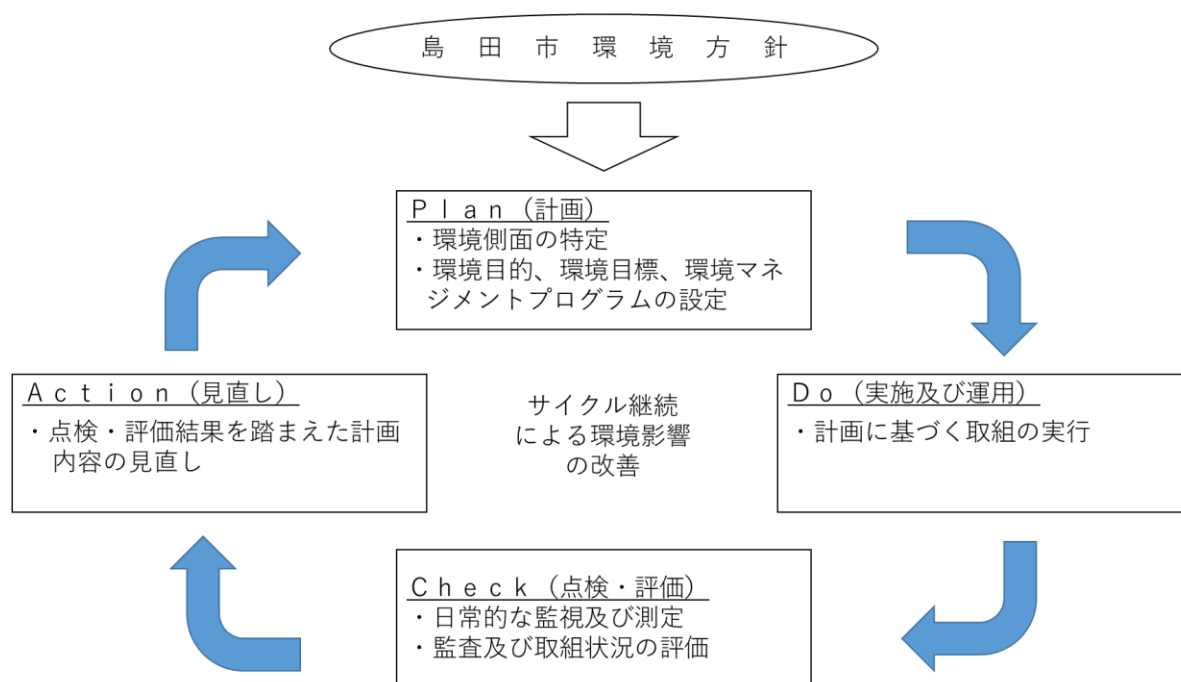 島田市環境方針
Ｐｌａｎ（計画）
・環境側面の特定
・環境目的、環境目標、環境マネ
ジメントプログラムの設定
Ａｃｔｉｏｎ（見直し）
・点検・評価結果を踏まえた計画
内容の見直し
サイクル継続
による環境影響
の改善
Ｄｏ（実施及び運用）
・計画に基づく取組の実行
Ｃｈｅｃｋ（点検・評価）
・日常的な監視及び測定
・監査及び取組状況の評価